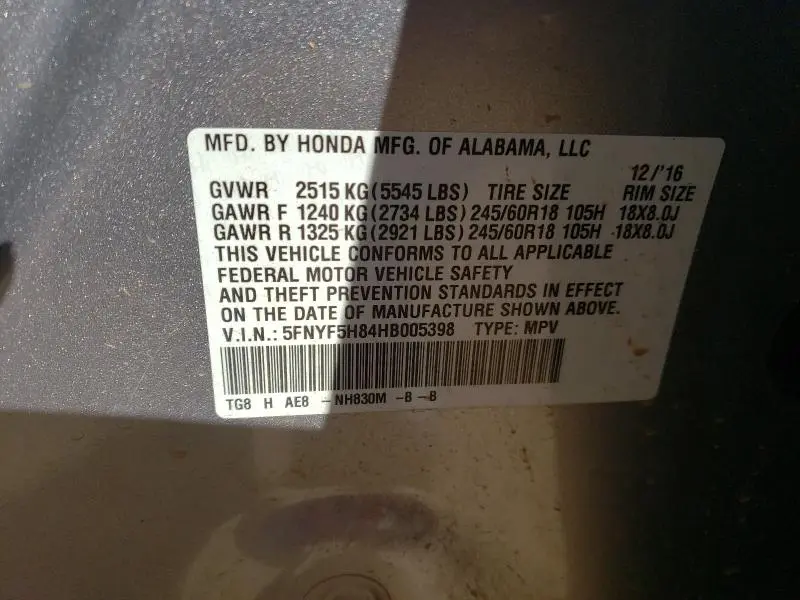 MFD. BY HONDA MFG. OF ALABAMA, LLC
12/'16
GVWR 2515 KG (5545 LBS) TIRE SIZE RIM SIZE
GAWR F 1240 KG (2734 LBS) 245/60R18 105H 18X8.0J
GAWR R 1325 KG (2921 LBS) 245/60R18 105H 18X8.0J
THIS VEHICLE CONFORMS TO ALL APPLICABLE
FEDERAL MOTOR VEHICLE SAFETY
AND THEFT PREVENTION STANDARDS IN EFFECT
ON THE DATE OF MANUFACTURE SHOWN ABOVE.
V.I.N.: 5FNYF5H84HB005398 TYPE: MPV
TG8 H AE8 -NH830M -B -B